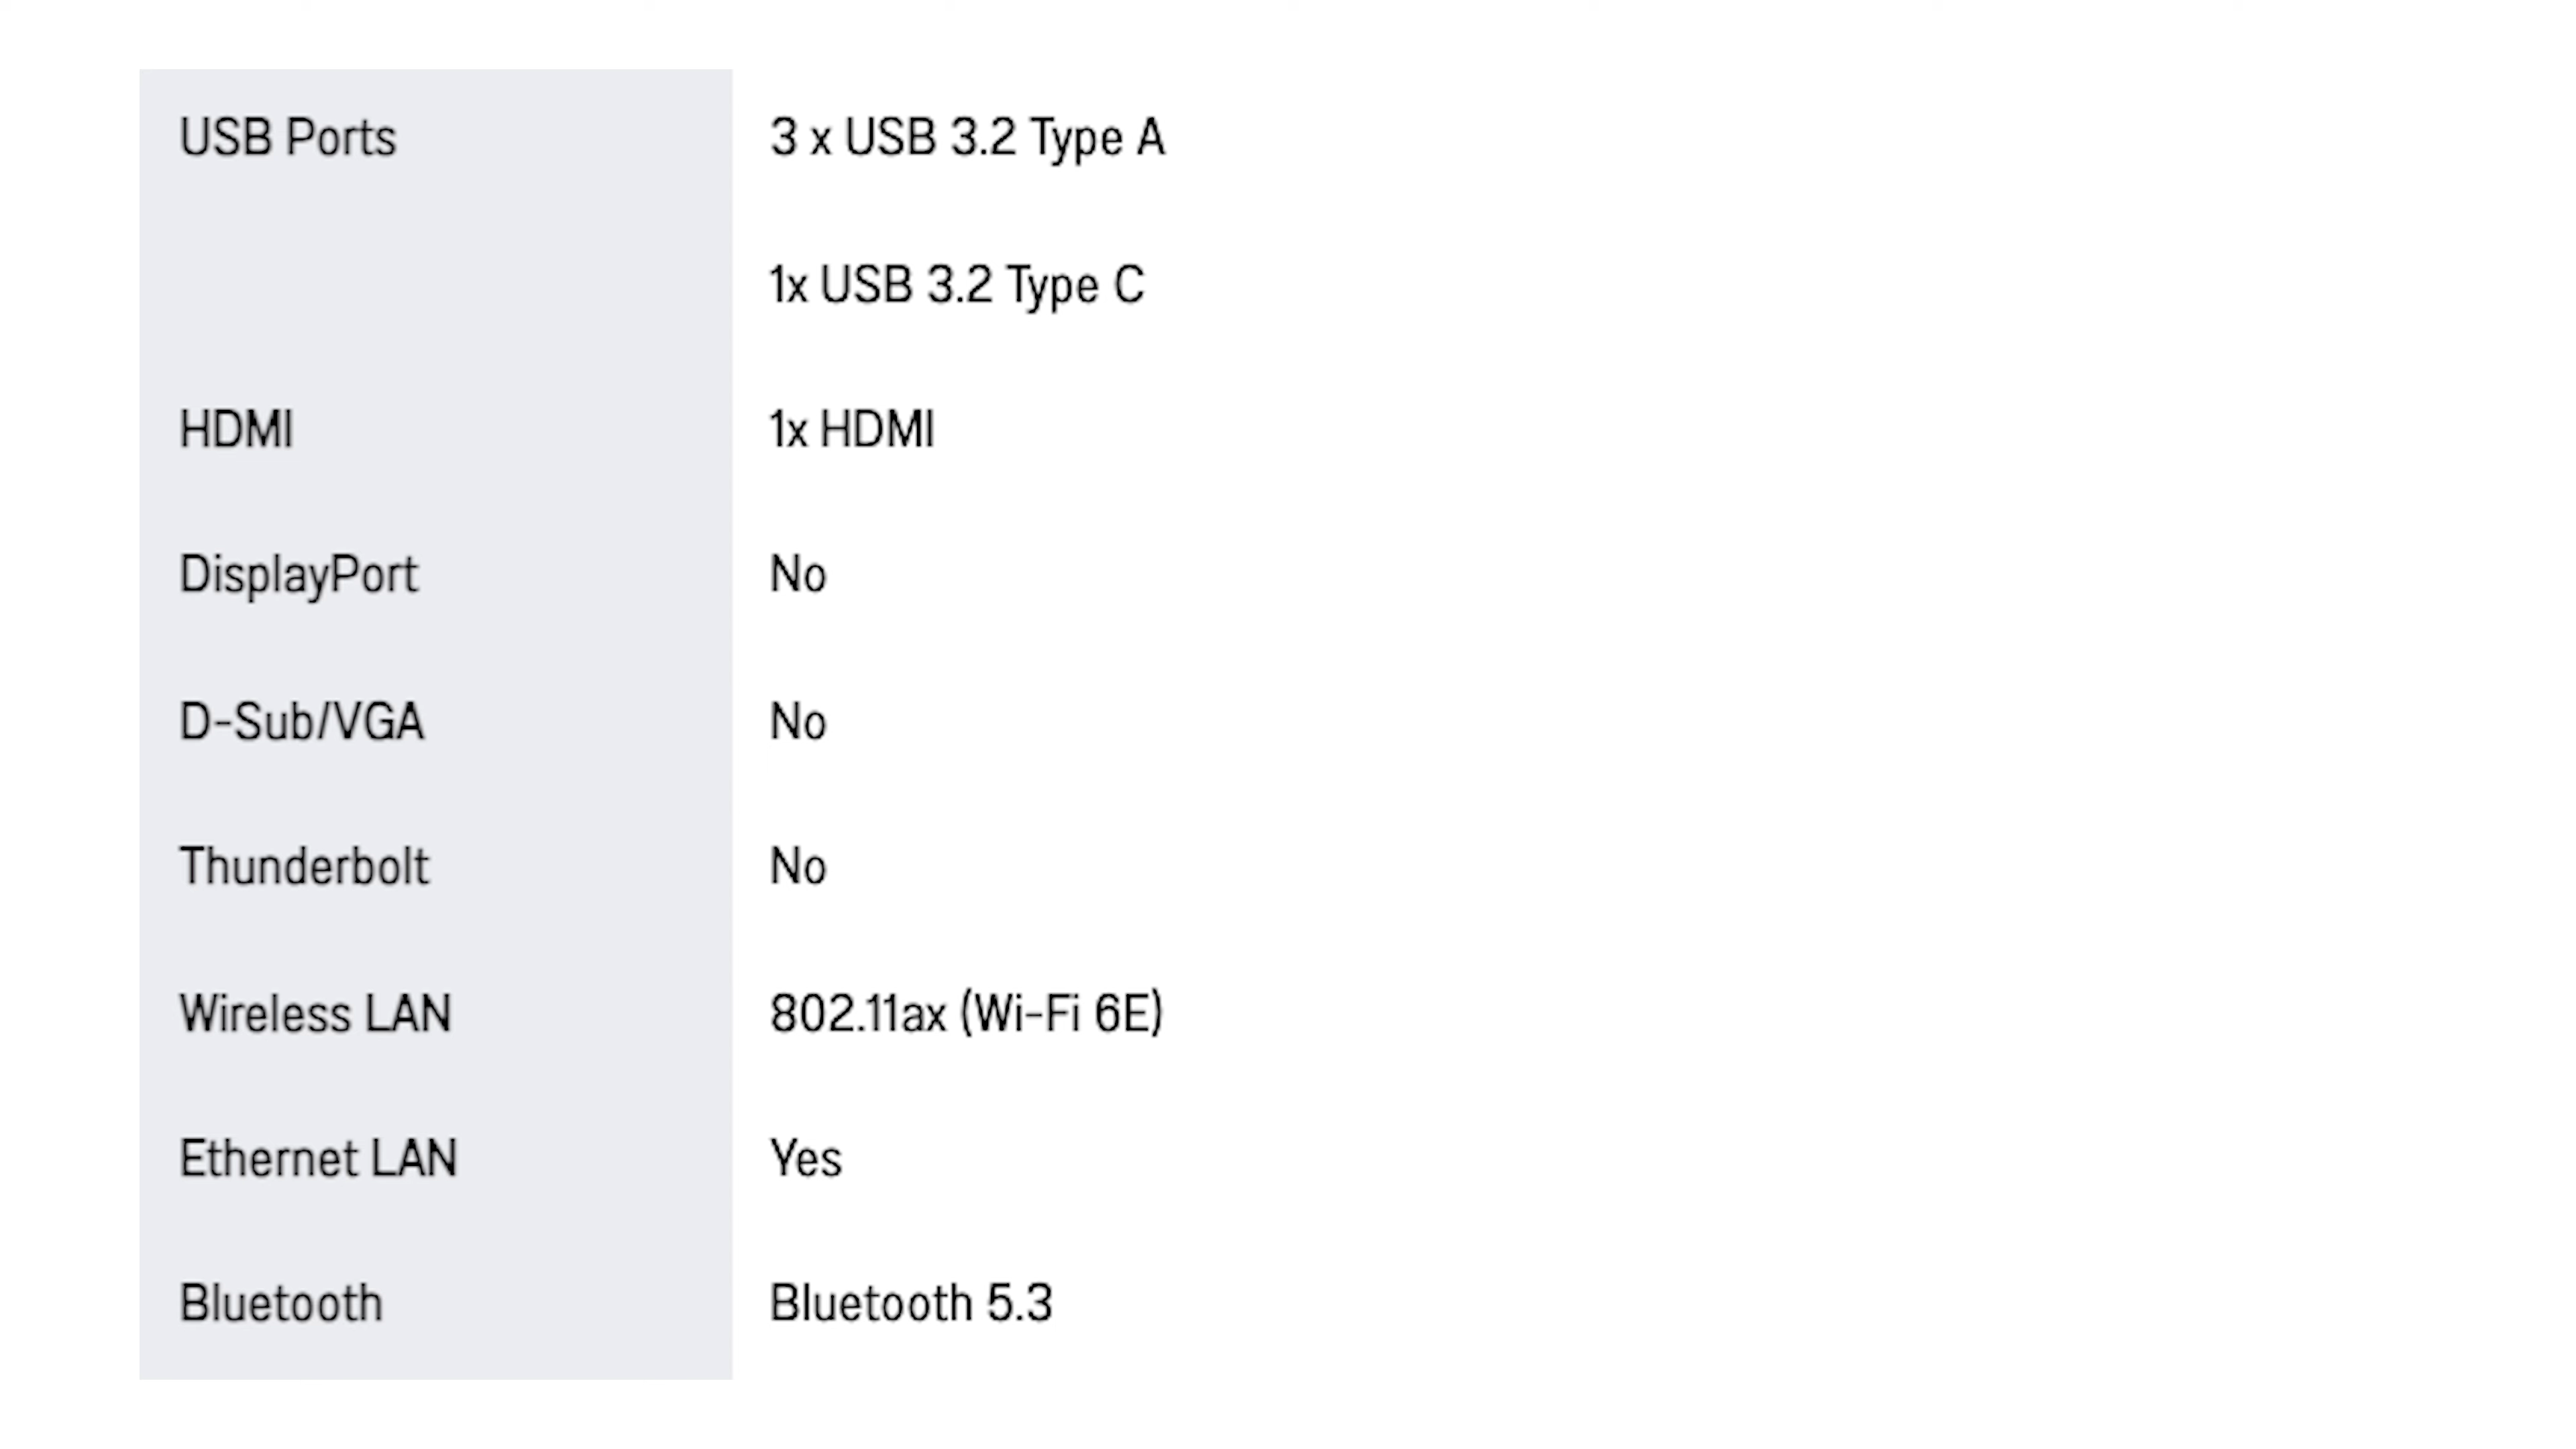 USB Ports 3 x USB 3.2 Type A
1x USB 3.2 Type C
HDMI 1x HDMI
DisplayPort No
D-Sub/VGA No
Thunderbolt No
Wireless LAN 802.11ax (Wi-Fi 6E)
Ethernet LAN Yes
Bluetooth Bluetooth 5.3